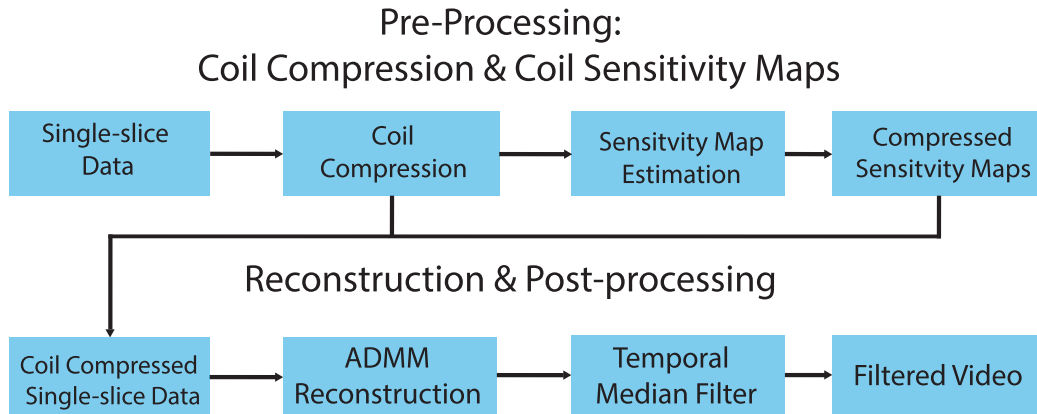 Pre-Processing:
Coil Compression & Coil Sensitivity Maps
Single-slice
Data
Coil
Compression
Sensitvity Map
Estimation
Compressed
Sensitvity Maps
Reconstruction & Post-processing
Coil Compressed
Single-slice Data
ADMM
Reconstruction
Temporal
Median Filter
Filtered Video